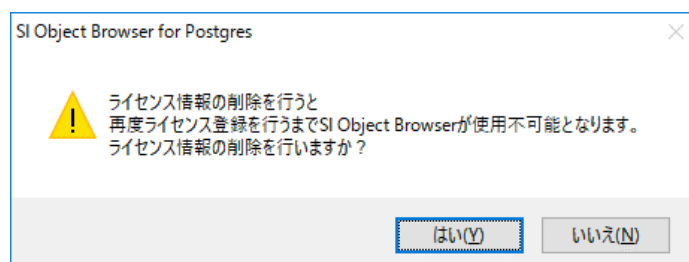 SI Object Browser for Postgres
ライセンス情報の削除を行うと
再度ライセンス登録を行うまでSI Object Browserが使用不可能となります。
ライセンス情報の削除を行いますか？
はい(Y)
いいえ(N)